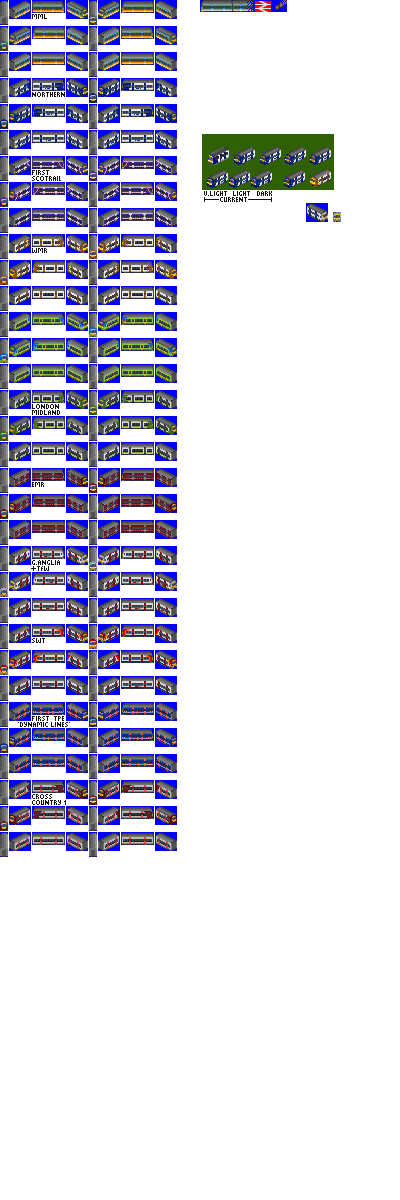 MML
NORTHERN
FIRST
SCOTRAIL
WMR
LONDON
MIDLAND
EMR
G.ANGLIA
+TFW
SWT
FIRST TPE
'DYNAMIC LINES'
CROSS
COUNTRY 1
V.LIGHT LIGHT DARK
CURRENT